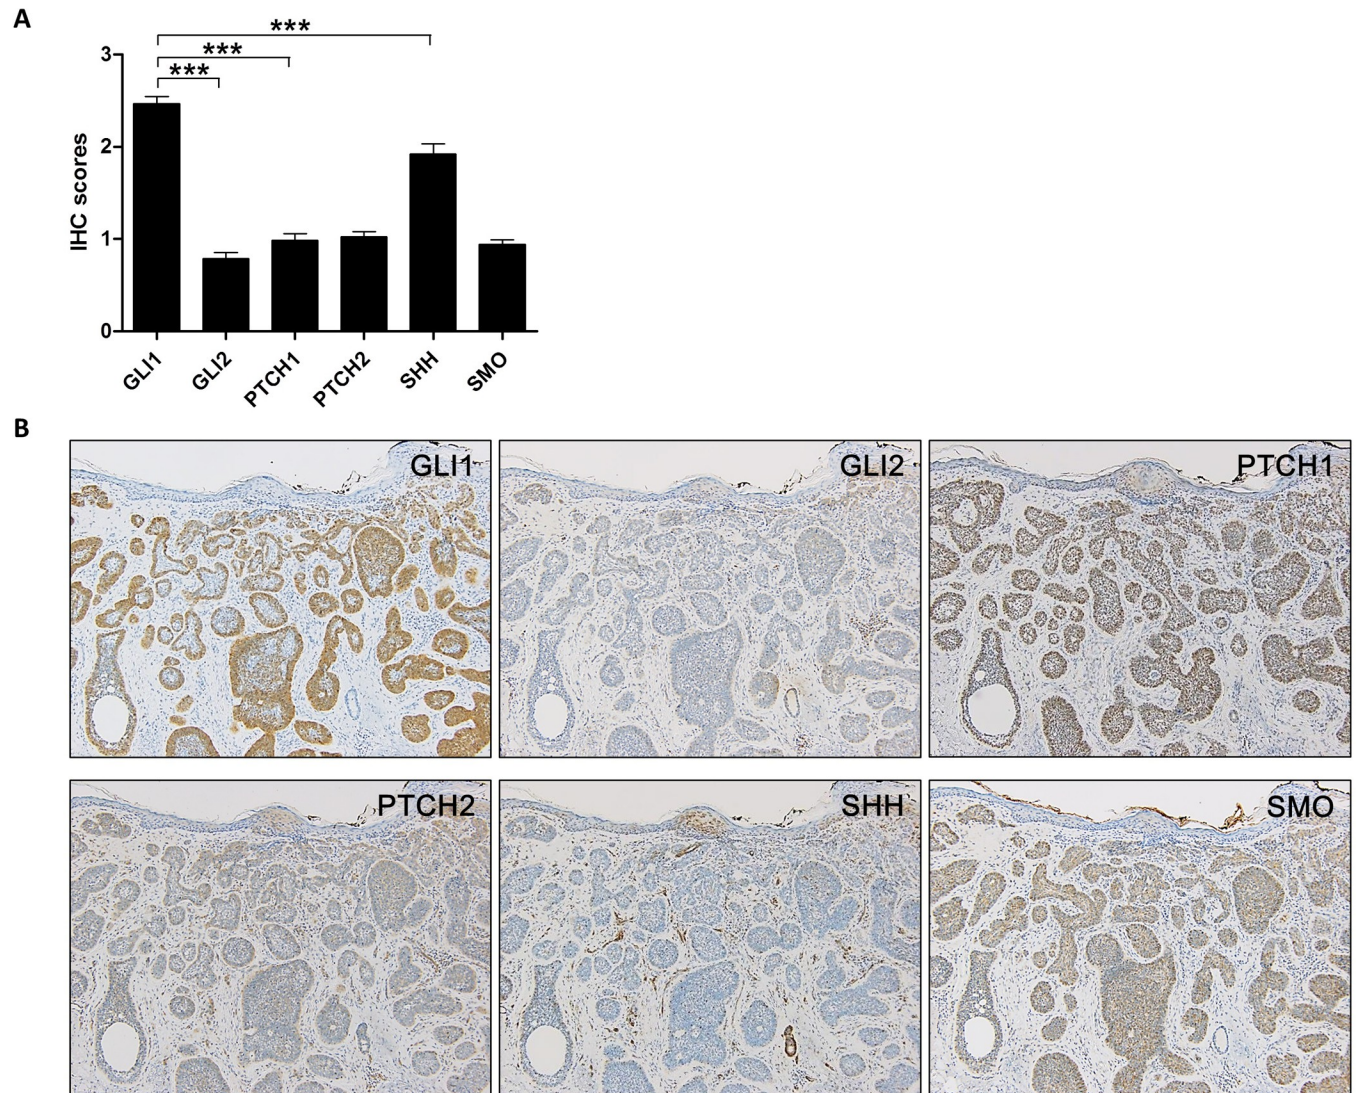 A
***
***
***
3
2
1
0
IHC scores
GLI1
GLI2
PTCH1
PTCH2
SHH
SMO
B
GLI1
GLI2
PTCH1
PTCH2
SHH
SMO